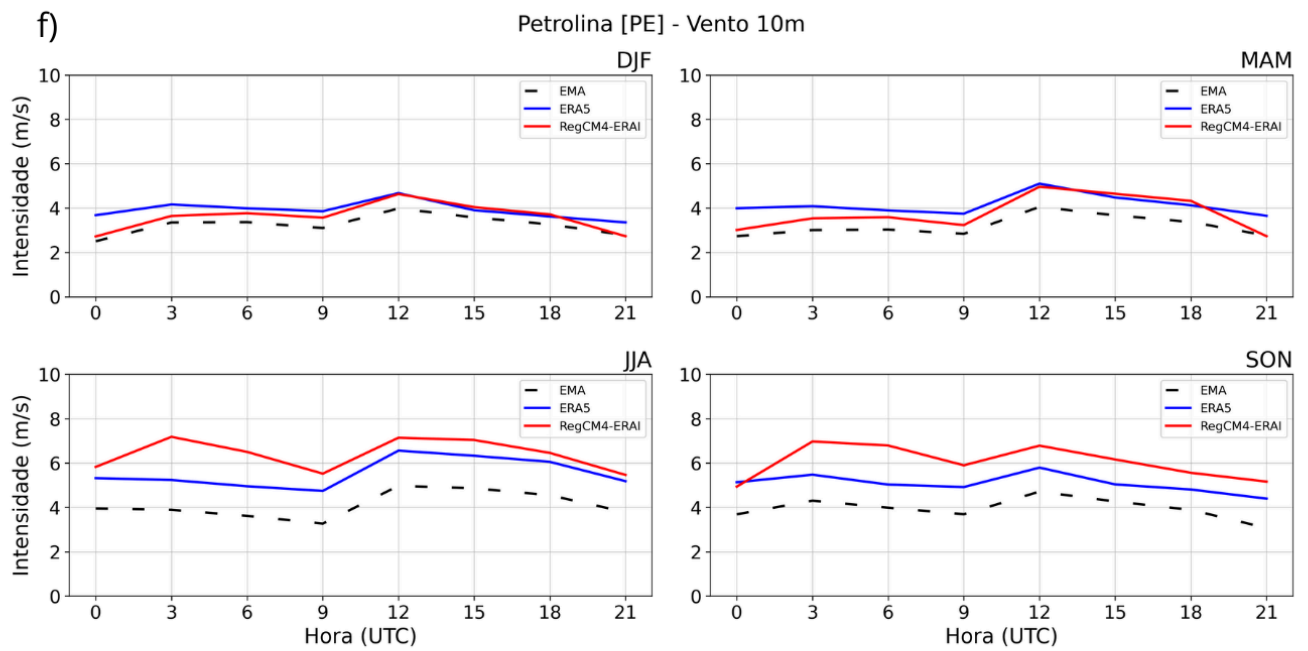 f)
Petrolina [PE] - Vento 10m
DJF
Intensidade (m/s)
10
8
6
4
2
0
EMA
ERA5
RegCM4-ERAI
0 3 6 9 12 15 18 21
MAM
10
8
6
4
2
0
EMA
ERA5
RegCM4-ERAI
0 3 6 9 12 15 18 21
JJA
Intensidade (m/s)
10
8
6
4
2
0
EMA
ERA5
RegCM4-ERAI
0 3 6 9 12 15 18 21
Hora (UTC)
SON
10
8
6
4
2
0
EMA
ERA5
RegCM4-ERAI
0 3 6 9 12 15 18 21
Hora (UTC)